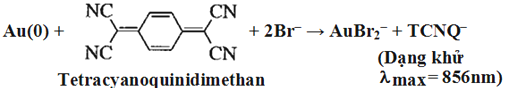 NC CN
Au(0) + + 2Br⁻ → AuBr₂⁻ + TCNQ⁻
NC CN
(Dạng khử
Tetracyanoquinidimethan λmax = 856nm)